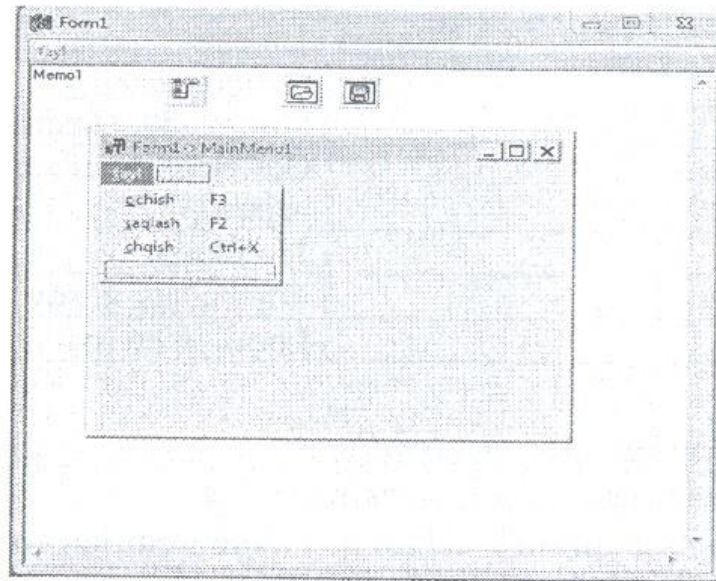 Form1
Fayl
Memo1
Form1->MainMenu1
Fayl
ochish F3
saqlash F2
chqish Ctrl+X